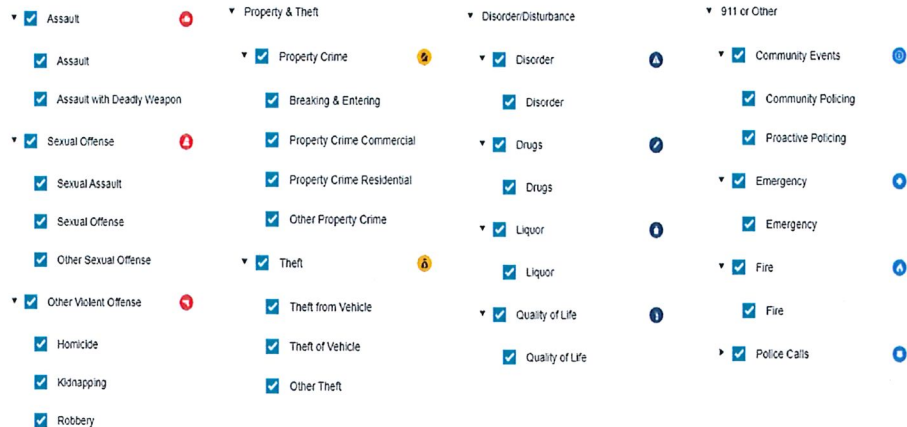 Assault
Assault
Assault with Deadly Weapon
Sexual Offense
Sexual Assault
Sexual Offense
Other Sexual Offense
Other Violent Offense
Homicide
Kidnapping
Robbery
Property & Theft
Property Crime
Breaking & Entering
Property Crime Commercial
Property Crime Residential
Other Property Crime
Theft
Theft from Vehicle
Theft of Vehicle
Other Theft
Disorder/Disturbance
Disorder
Disorder
Drugs
Drugs
Liquor
Liquor
Quality of Life
Quality of Life
911 or Other
Community Events
Community Policing
Proactive Policing
Emergency
Emergency
Fire
Fire
Police Calls